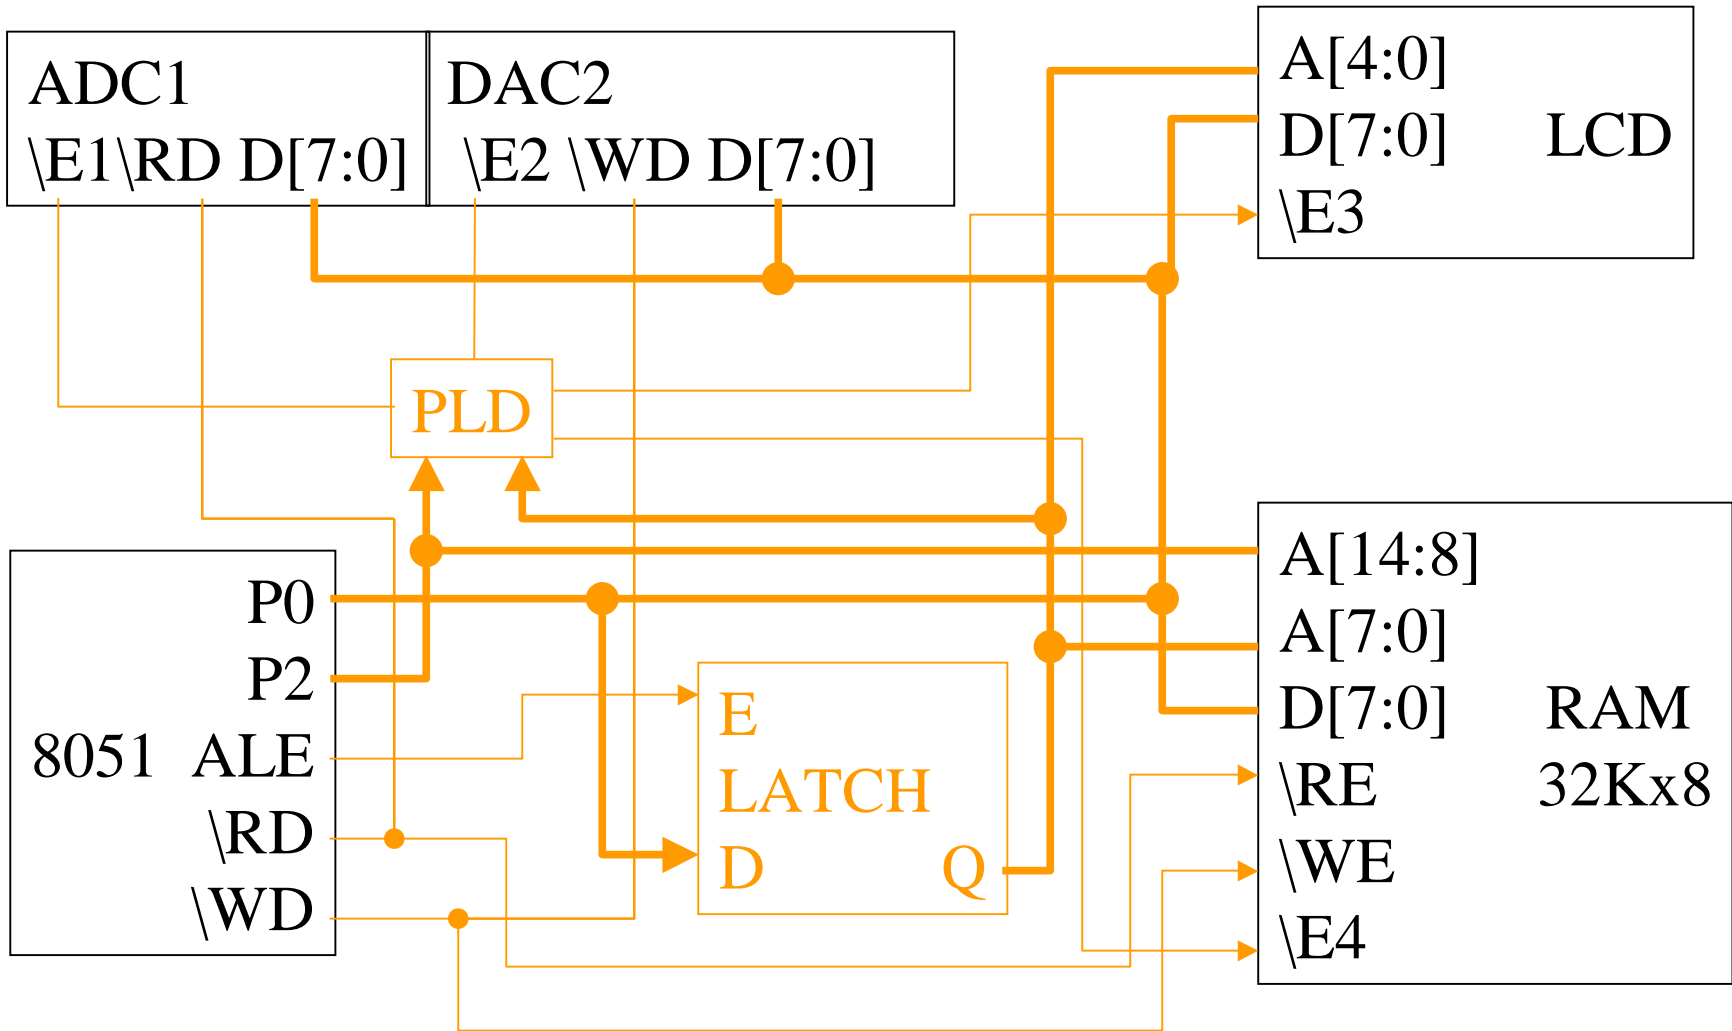 ADC1
\E1\RD D[7:0]
DAC2
\E2 \WD D[7:0]
A[4:0]
D[7:0] LCD
\E3
PLD
P0
P2
8051 ALE
\RD
\WD
E
LATCH
D Q
A[14:8]
A[7:0]
D[7:0] RAM
\RE 32Kx8
\WE
\E4